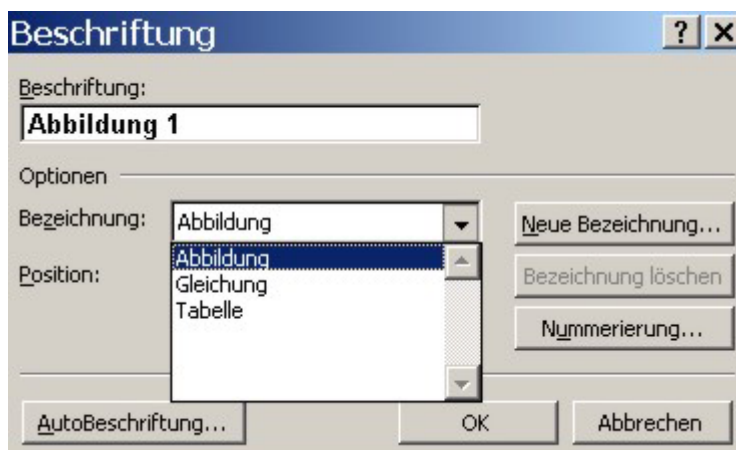 Beschriftung ? ×
Beschriftung:
Abbildung 1
Optionen
Bezeichnung: Abbildung Neue Bezeichnung...
Abbildung
Position: Gleichung Bezeichnung löschen
Tabelle
Nummerierung...
AutoBeschriftung... OK Abbrechen